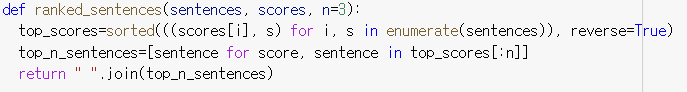 def ranked_sentences(sentences, scores, n=3):
  top_scores=sorted(((scores[i], s) for i, s in enumerate(sentences)), reverse=True)
  top_n_sentences=[sentence for score, sentence in top_scores[:n]]
  return " ".join(top_n_sentences)